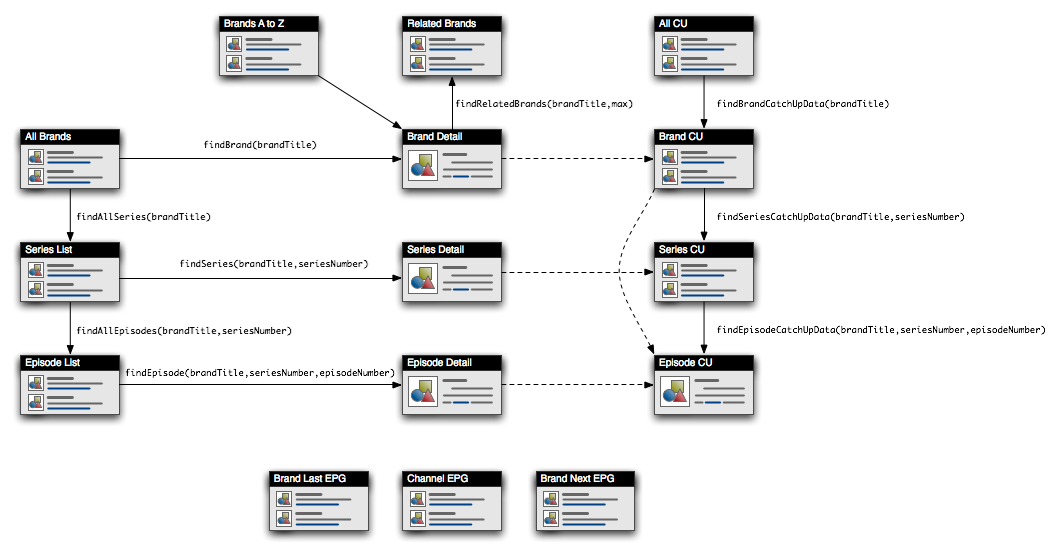 Brands A to Z
Related Brands
All CU
findRelatedBrands(brandTitle,max)
findBrandCatchUpData(brandTitle)
All Brands
findBrand(brandTitle)
Brand Detail
Brand CU
findAllSeries(brandTitle)
findSeriesCatchUpData(brandTitle,seriesNumber)
Series List
findSeries(brandTitle,seriesNumber)
Series Detail
Series CU
findAllEpisodes(brandTitle,seriesNumber)
findEpisodeCatchUpData(brandTitle,seriesNumber,episodeNumber)
Episode List
findEpisode(brandTitle,seriesNumber,episodeNumber)
Episode Detail
Episode CU
Brand Last EPG
Channel EPG
Brand Next EPG